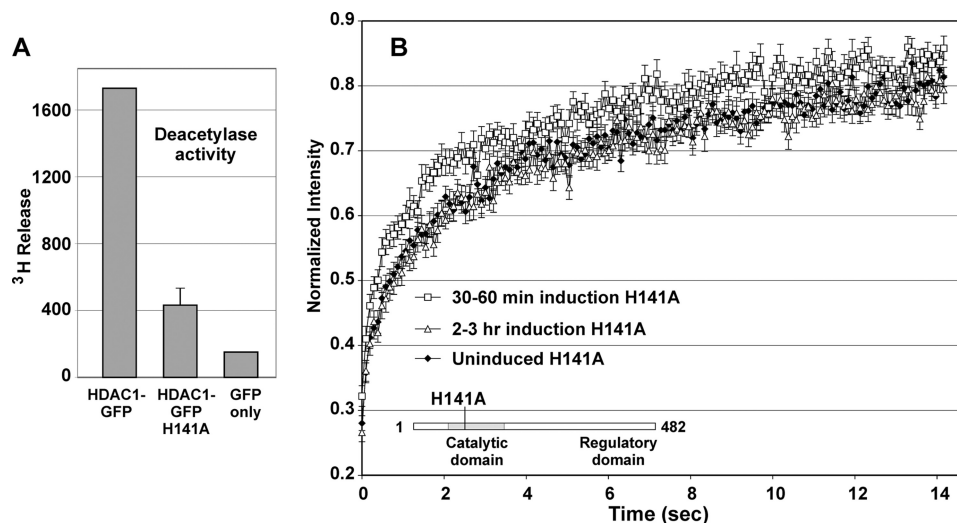 A
1600
1200
800
400
0
³H Release
Deacetylase
activity
HDAC1-
GFP
HDAC1-
GFP
H141A
GFP
only
B
0.9
0.8
0.7
0.6
0.5
0.4
0.3
0.2
Normalized Intensity
30-60 min induction H141A
2-3 hr induction H141A
Uninduced H141A
H141A
1
482
Catalytic
domain
Regulatory
domain
0 2 4 6 8 10 12 14
Time (sec)